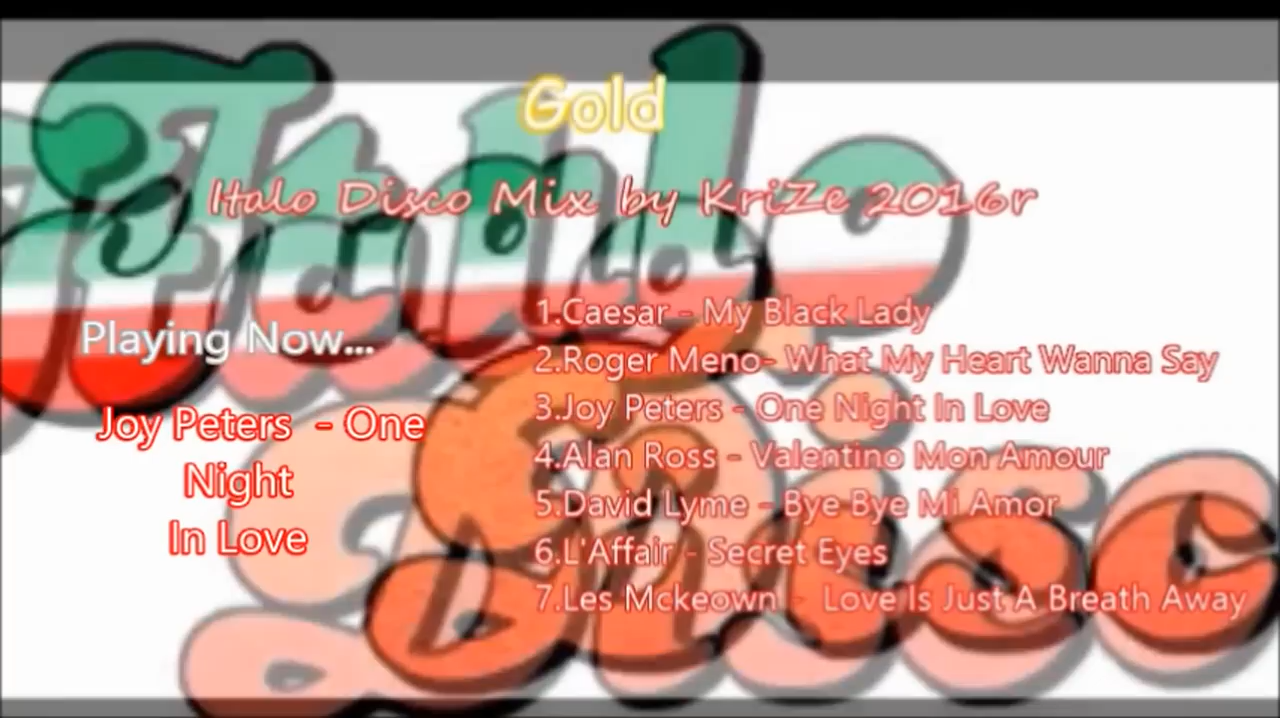 Gold
Italo Disco Mix by KriZe 2016r
Playing Now...
Joy Peters - One
Night
In Love
1.Caesar - My Black Lady
2.Roger Meno- What My Heart Wanna Say
3.Joy Peters - One Night In Love
4.Alan Ross - Valentino Mon Amour
5.David Lyme - Bye Bye Mi Amor
6.L'Affair - Secret Eyes
7.Les Mckeown - Love Is Just A Breath Away
Italo
Disc